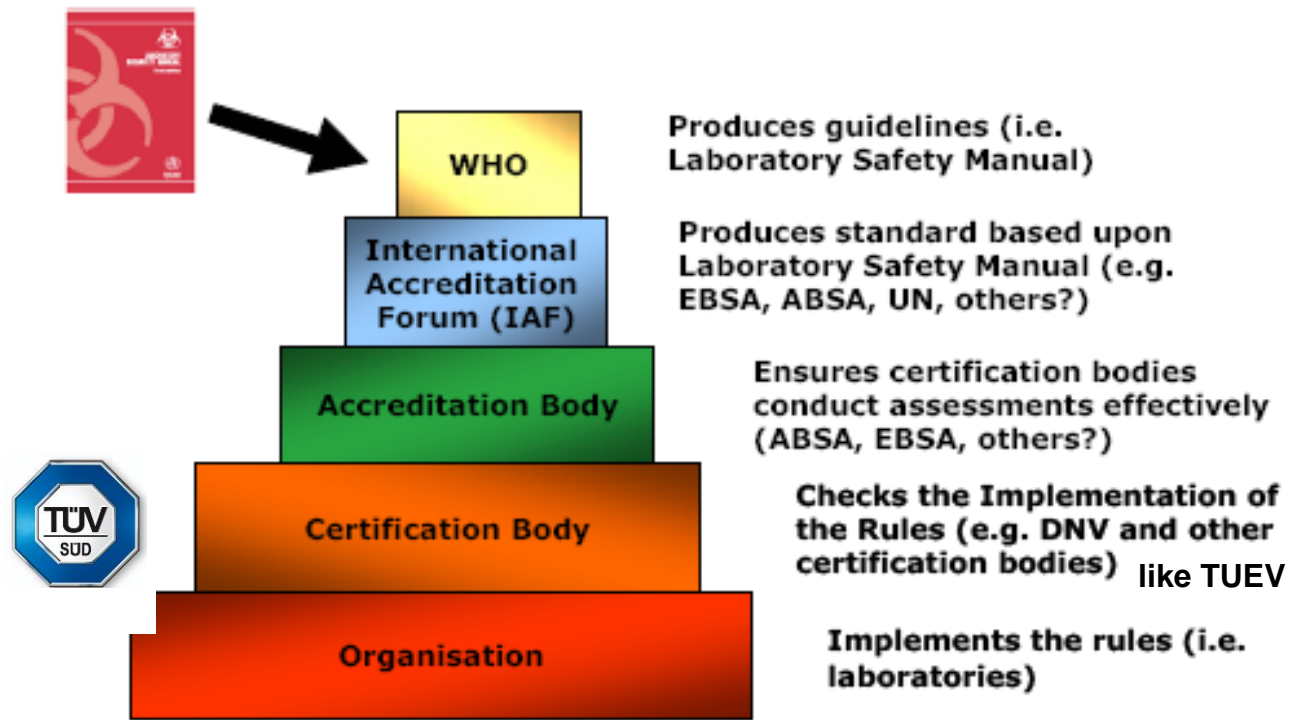 WHO
Produces guidelines (i.e.
Laboratory Safety Manual)
International
Accreditation
Forum (IAF)
Produces standard based upon
Laboratory Safety Manual (e.g.
EBSA, ABSA, UN, others?)
Accreditation Body
Ensures certification bodies
conduct assessments effectively
(ABSA, EBSA, others?)
TÜV
SÜD
Certification Body
Checks the Implementation of
the Rules (e.g. DNV and other
certification bodies) like TUEV
Organisation
Implements the rules (i.e.
laboratories)